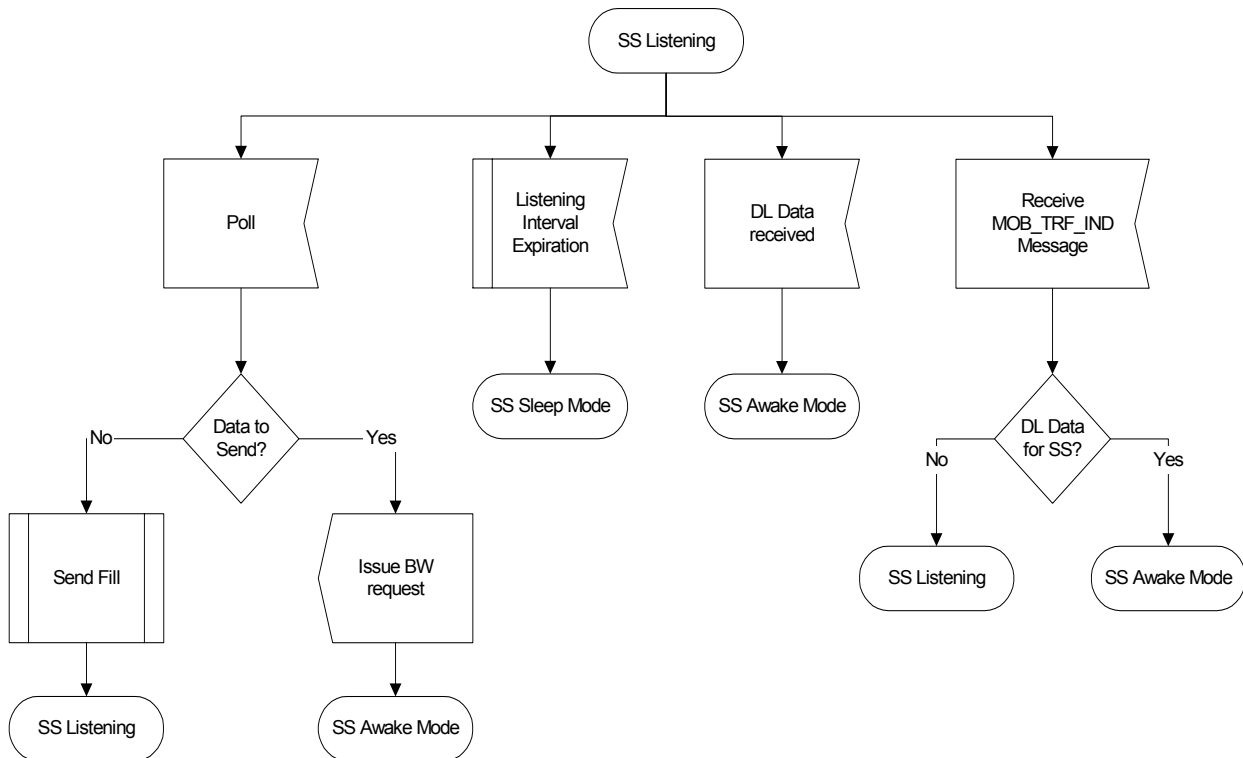 SS Listening
Poll
Listening
Interval
Expiration
DL Data
received
Receive
MOB_TRF_IND
Message
SS Sleep Mode
SS Awake Mode
No
Data to
Send?
Yes
DL Data
for SS?
No
Yes
Send Fill
Issue BW
request
SS Listening
SS Awake Mode
SS Listening
SS Awake Mode